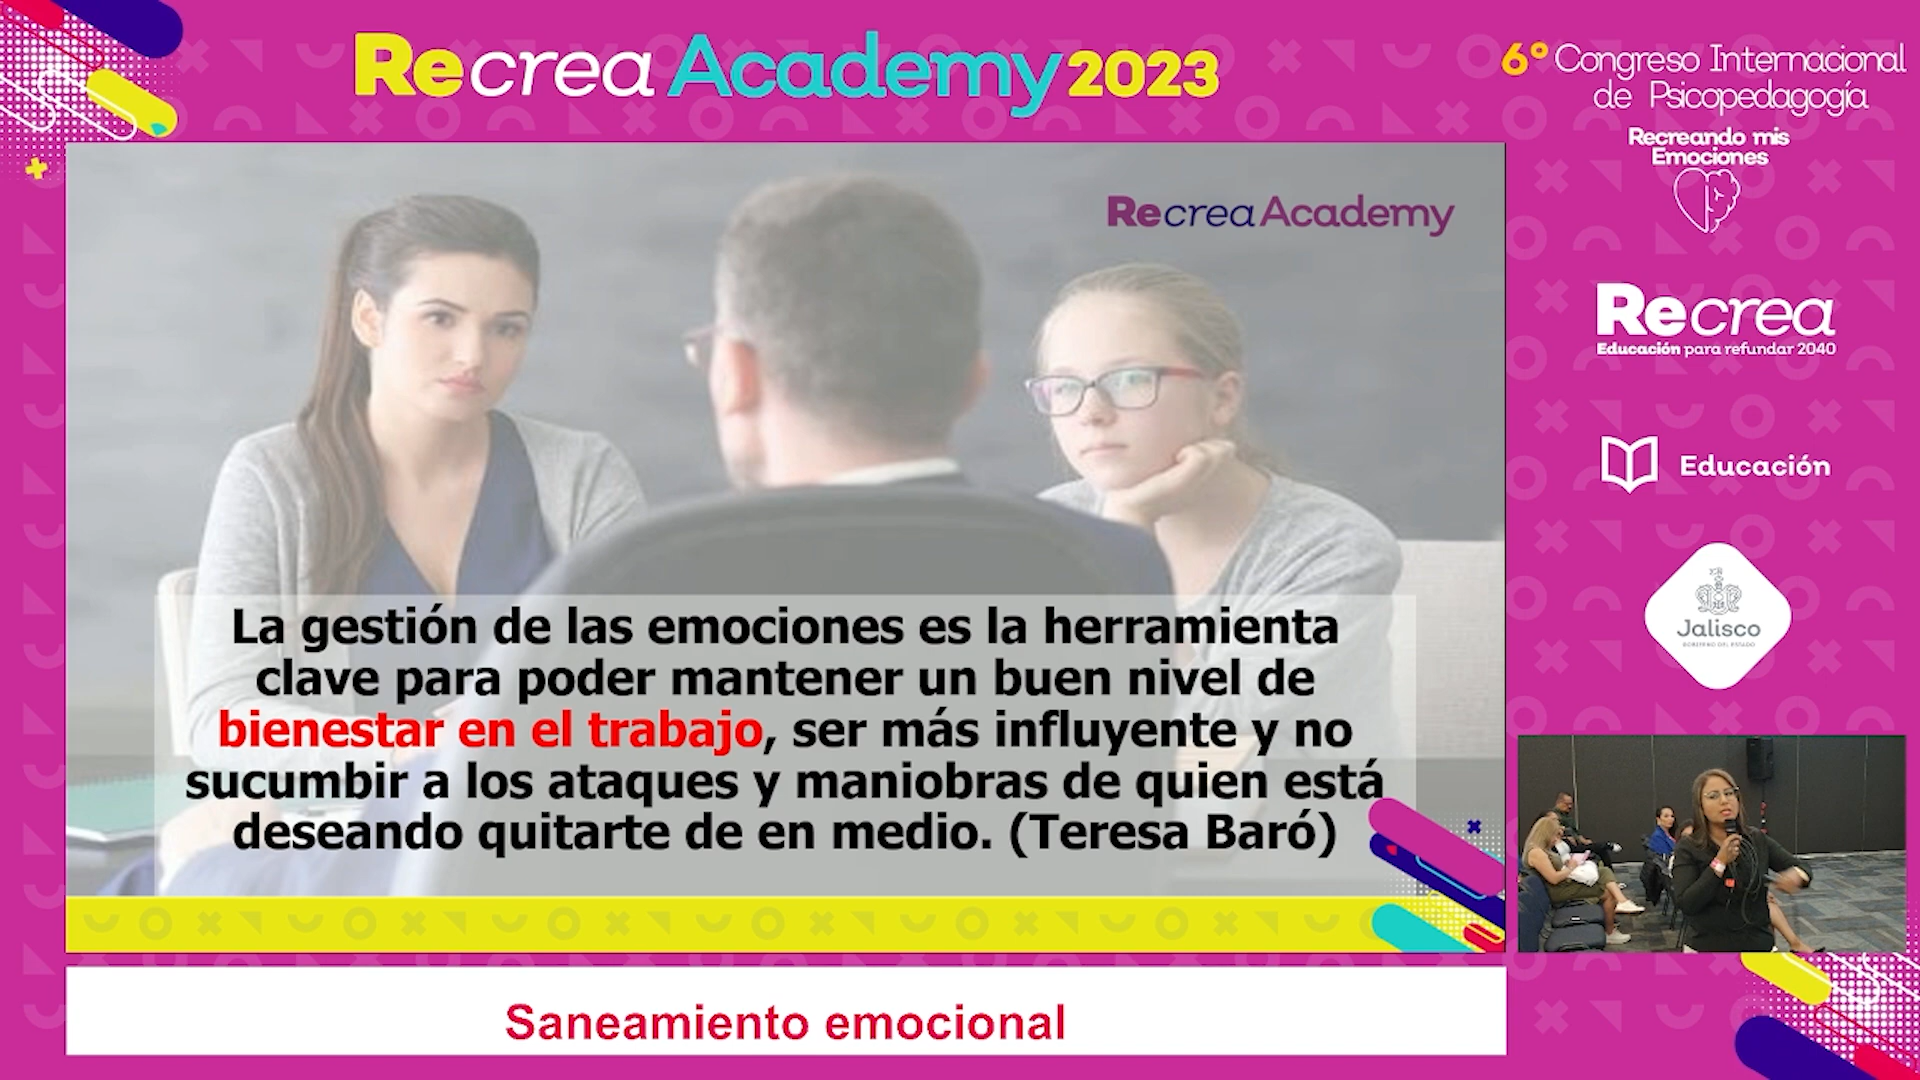 Recrea Academy 2023
6° Congreso Internacional
de Psicopedagogía
Recreando mis
Emociones
Recrea Academy
Recrea
Educación para refundar 2040
Educación
Jalisco
GOBIERNO DEL ESTADO
La gestión de las emociones es la herramienta
clave para poder mantener un buen nivel de
bienestar en el trabajo, ser más influyente y no
sucumbir a los ataques y maniobras de quien está
deseando quitarte de en medio. (Teresa Baró)
Saneamiento emocional